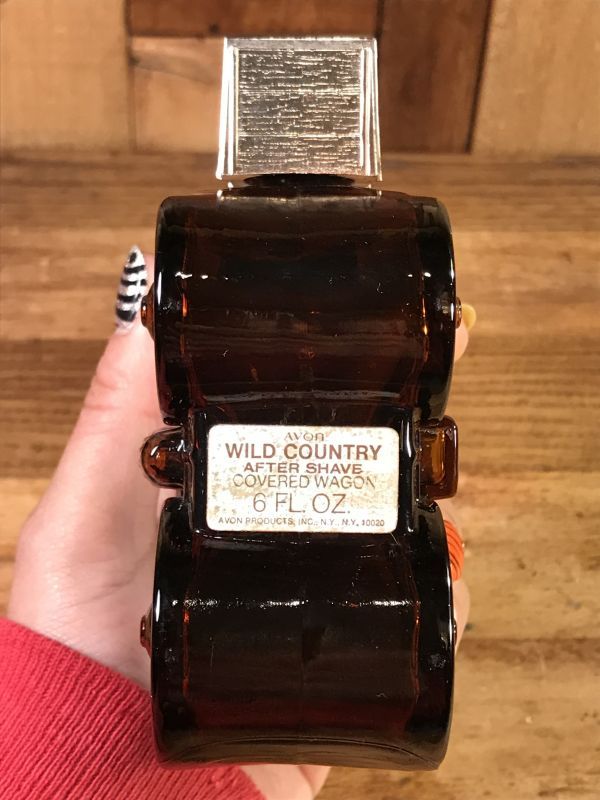 AVON
WILD COUNTRY
AFTER SHAVE
COVERED WAGON
6 FL. OZ.
AVON PRODUCTS, INC., N.Y., N.Y. 10020